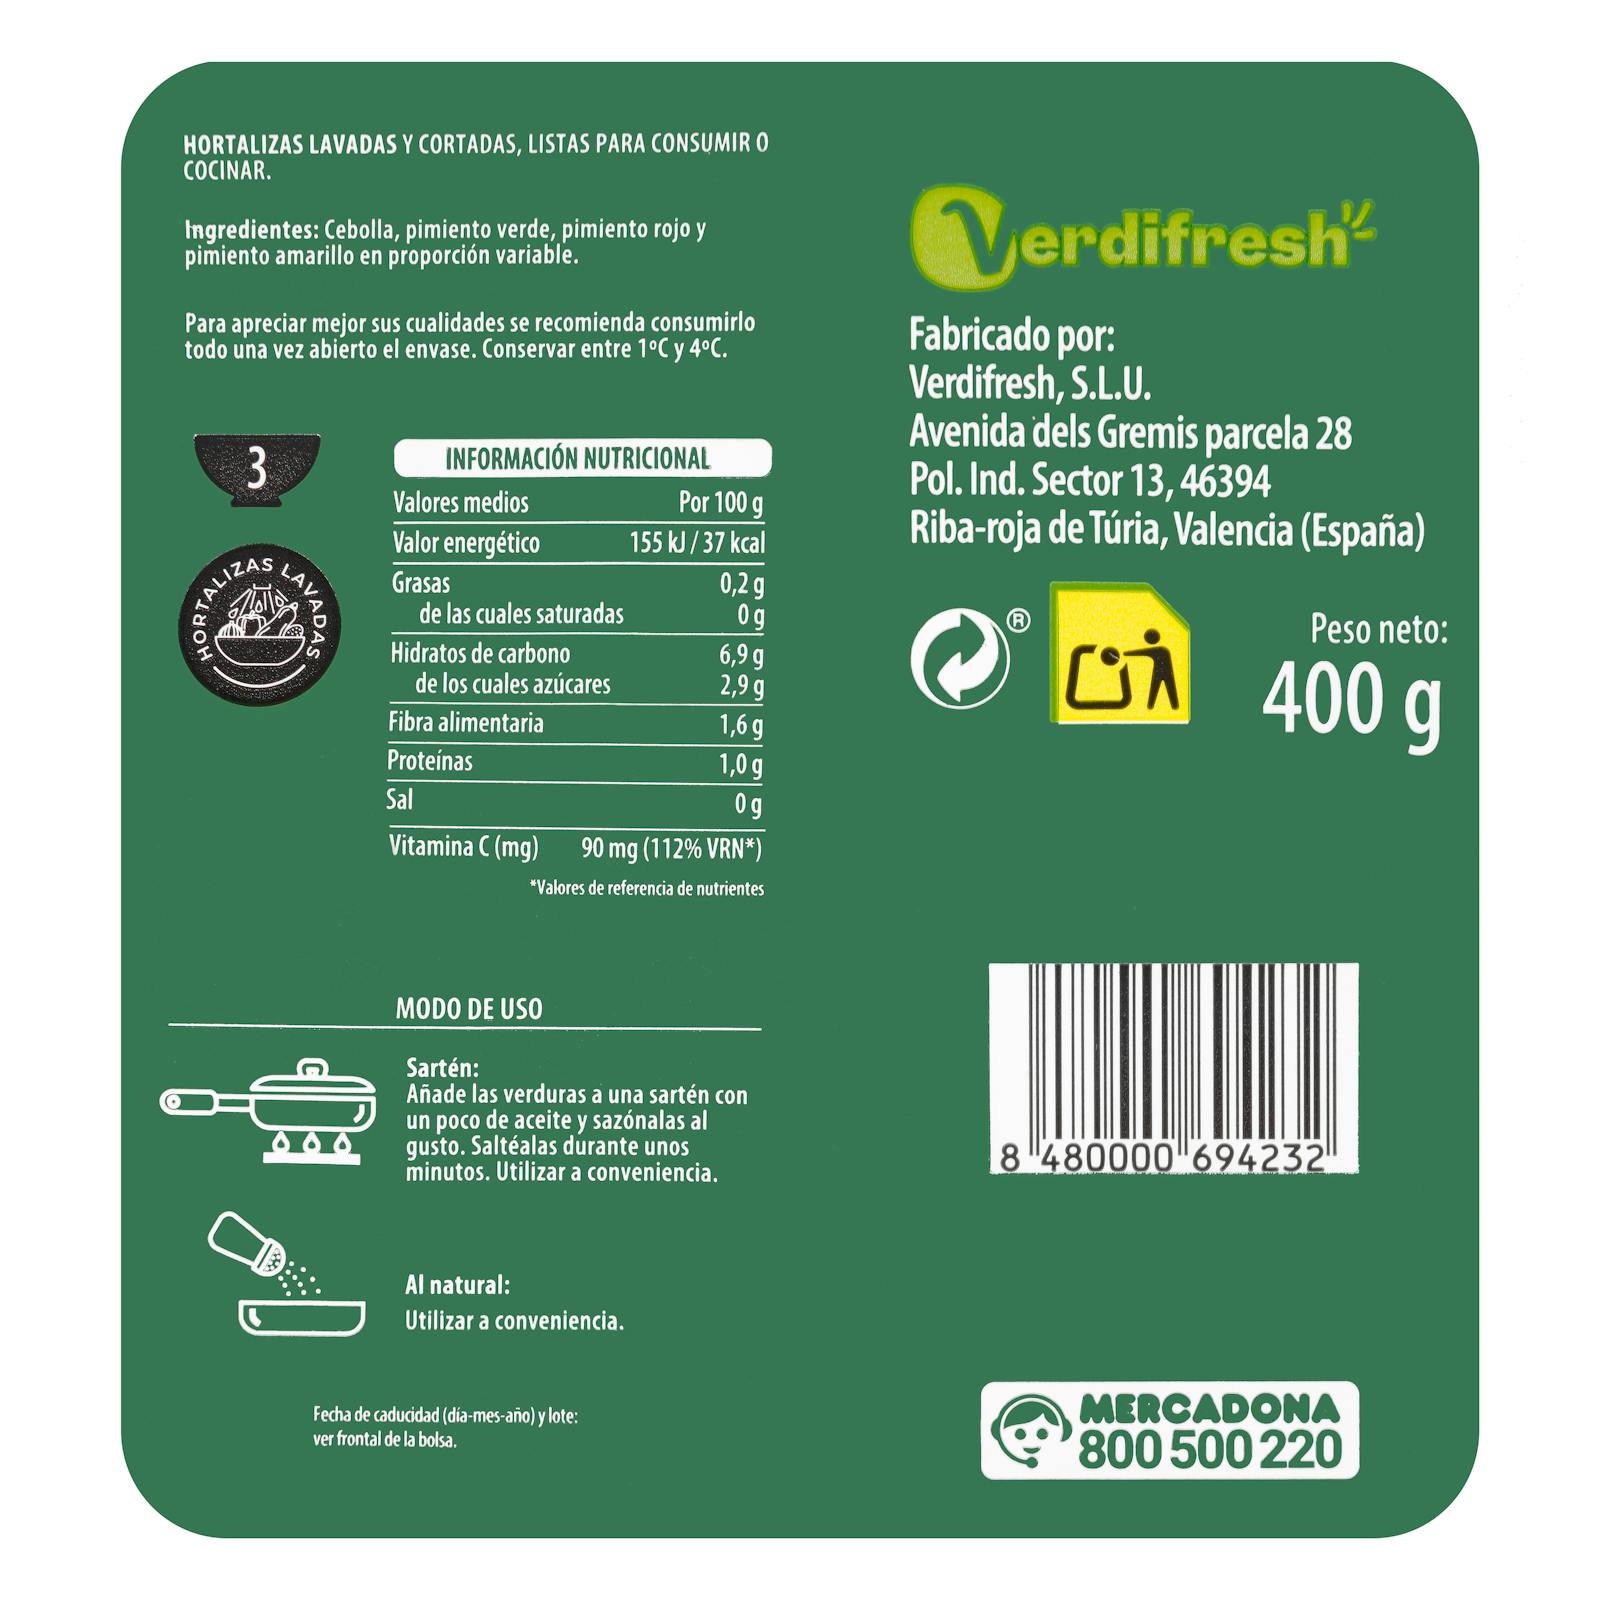 HORTALIZAS LAVADAS Y CORTADAS, LISTAS PARA CONSUMIR O
COCINAR.
Ingredientes: Cebolla, pimiento verde, pimiento rojo y
pimiento amarillo en proporción variable.
Para apreciar mejor sus cualidades se recomienda consumirlo
todo una vez abierto el envase. Conservar entre 1ºC y 4ºC.
3
HORTALIZAS LAVADAS
INFORMACIÓN NUTRICIONAL
Valores medios Por 100 g
Valor energético 155 kJ / 37 kcal
Grasas 0,2 g
de las cuales saturadas 0 g
Hidratos de carbono 6,9 g
de los cuales azúcares 2,9 g
Fibra alimentaria 1,6 g
Proteínas 1,0 g
Sal 0 g
Vitamina C (mg) 90 mg (112% VRN*)
*Valores de referencia de nutrientes
MODO DE USO
Sartén:
Añade las verduras a una sartén con
un poco de aceite y sazónalas al
gusto. Saltéalas durante unos
minutos. Utilizar a conveniencia.
Al natural:
Utilizar a conveniencia.
Fecha de caducidad (día-mes-año) y lote:
ver frontal de la bolsa.
Verdifresh
Fabricado por:
Verdifresh, S.L.U.
Avenida dels Gremis parcela 28
Pol. Ind. Sector 13, 46394
Riba-roja de Túria, Valencia (España)
®
Peso neto:
400 g
8 480000 694232
MERCADONA
800 500 220